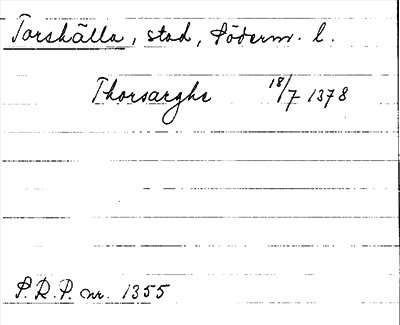 Torshälla, stad, Söderm. l.
Thorsarghe 18/7 1378
P.R.P. nr. 1355